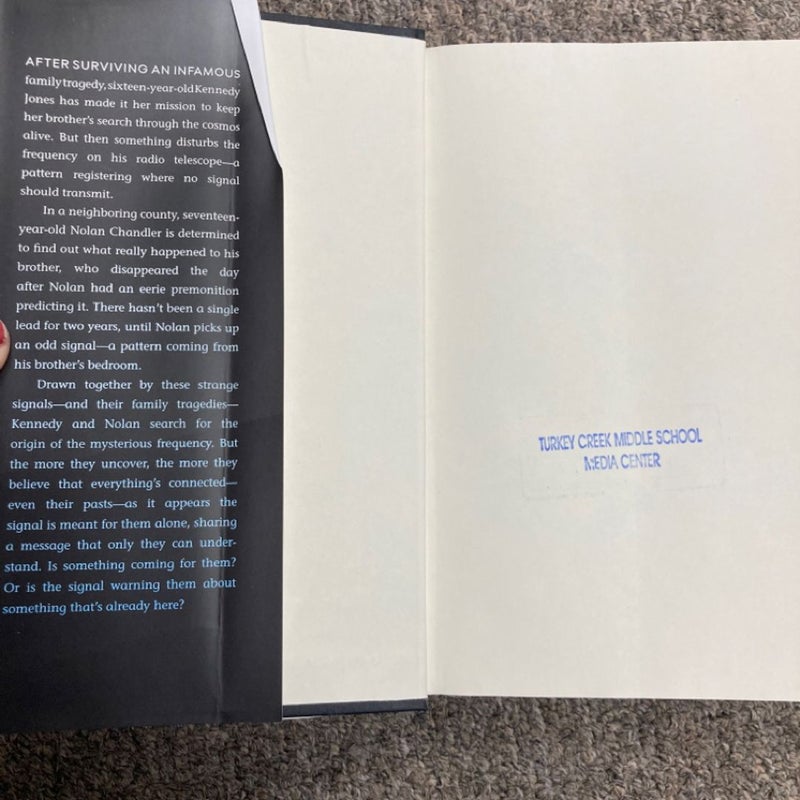 AFTER SURVIVING AN INFAMOUS
family tragedy, sixteen-year-old Kennedy
Jones has made it her mission to keep
her brother's search through the cosmos
alive. But then something disturbs the
frequency on his radio telescope—a
pattern registering where no signal
should transmit.
In a neighboring county, seventeen-
year-old Nolan Chandler is determined
to find out what really happened to his
brother, who disappeared the day
after Nolan had an eerie premonition
predicting it. There hasn't been a single
lead for two years, until Nolan picks up
an odd signal—a pattern coming from
his brother's bedroom.
Drawn together by these strange
signals—and their family tragedies—
Kennedy and Nolan search for the
origin of the mysterious frequency. But
the more they uncover, the more they
believe that everything's connected—
even their pasts—as it appears the
signal is meant for them alone, sharing
a message that only they can under-
stand. Is something coming for them?
Or is the signal warning them about
something that's already here?
TURKEY CREEK MIDDLE SCHOOL
MEDIA CENTER